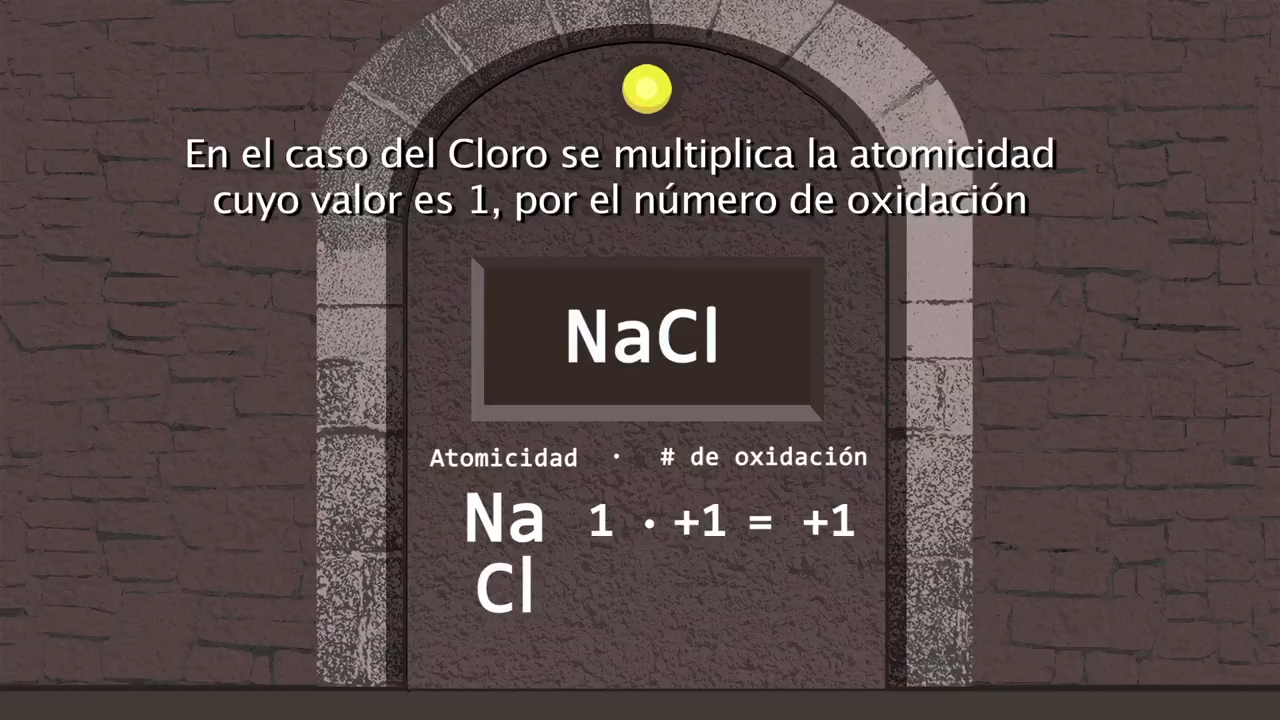 En el caso del Cloro se multiplica la atomicidad
cuyo valor es 1, por el número de oxidación
NaCl
Atomicidad · # de oxidación
Na 1 · +1 = +1
Cl